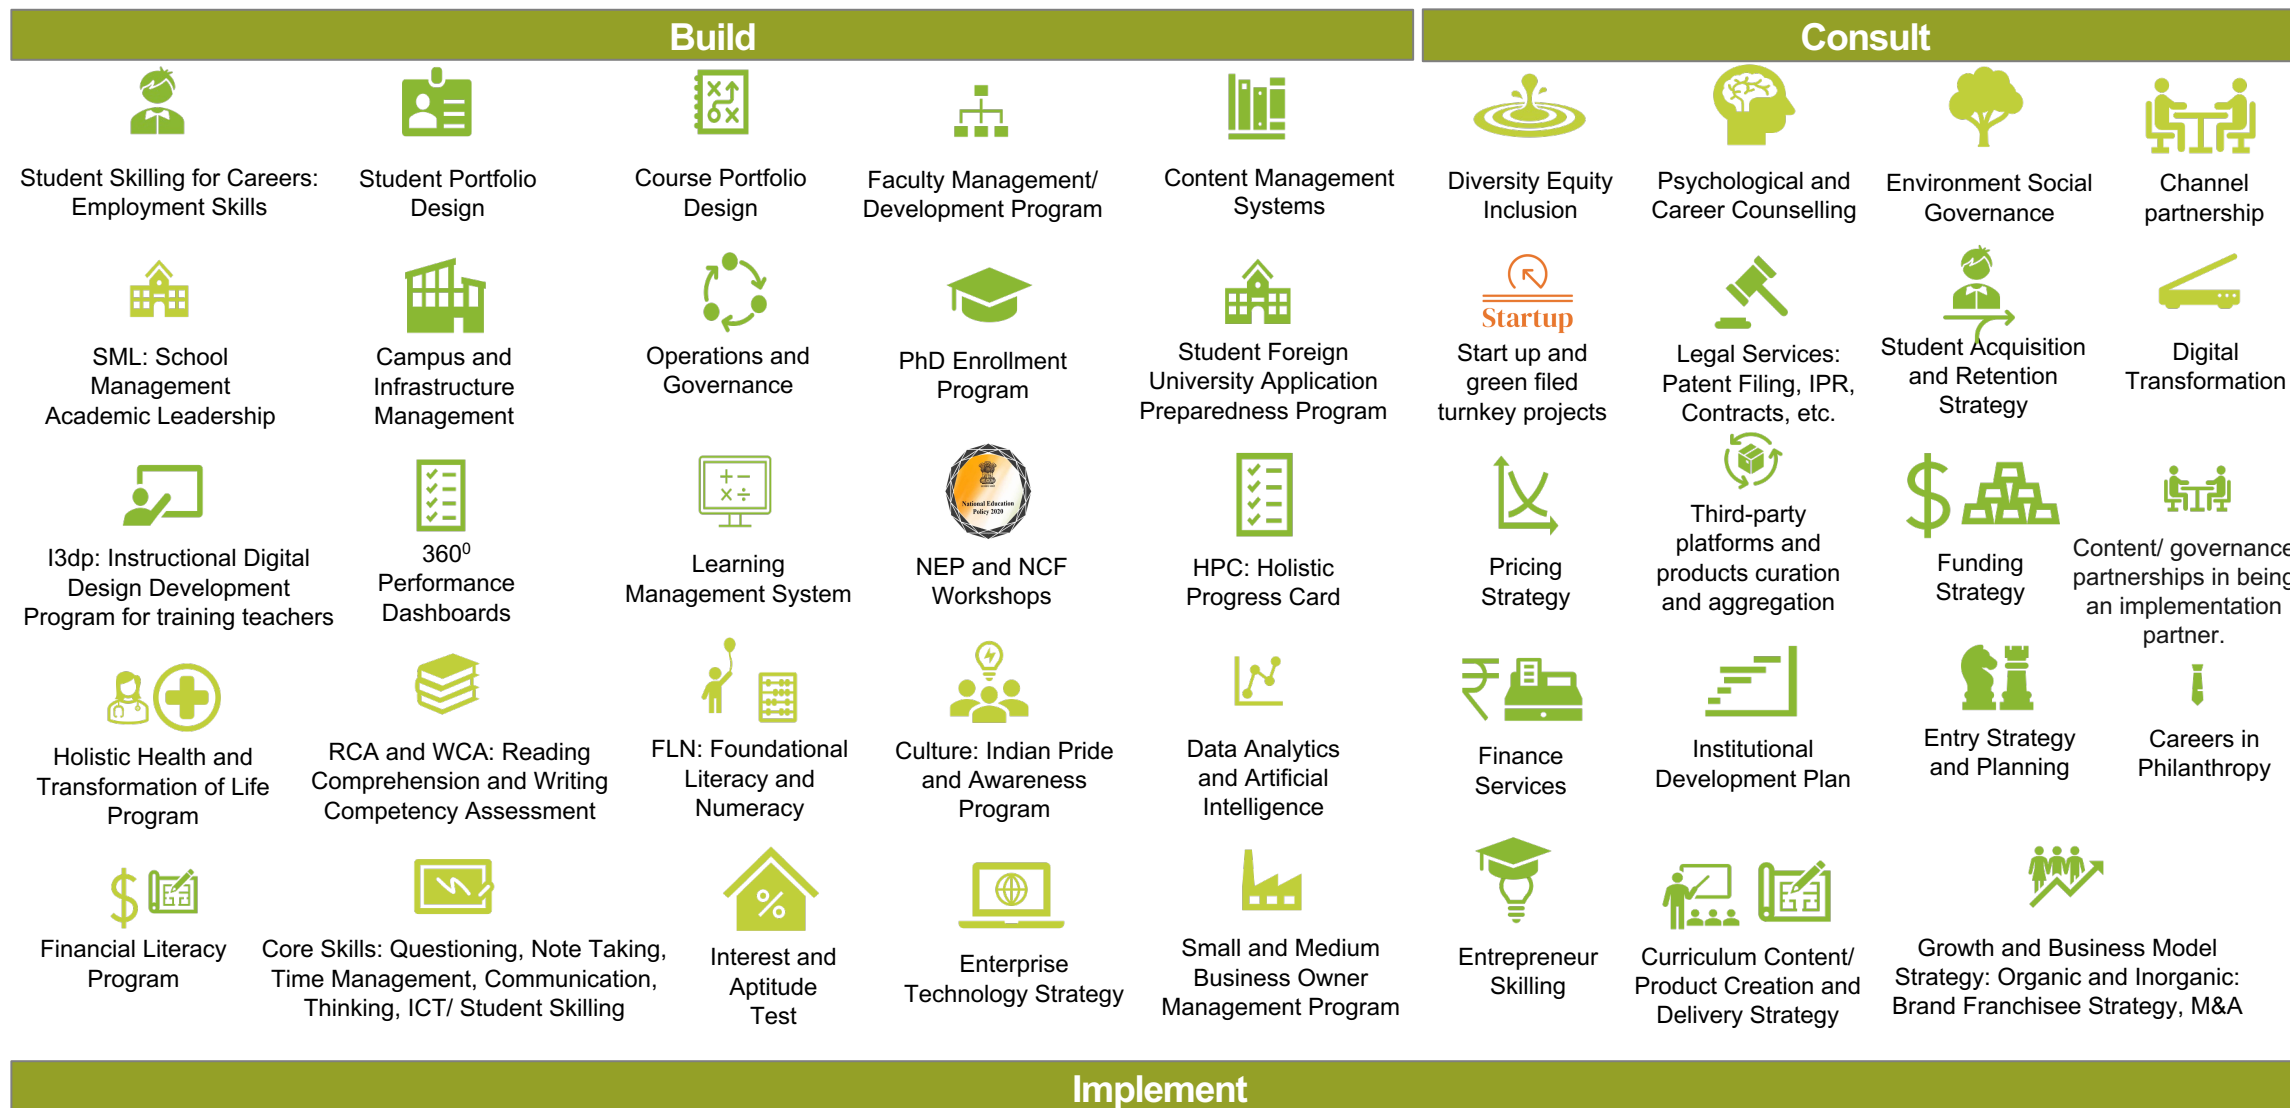 Build
Consult
Student Skilling for Careers:
Employment Skills
Student Portfolio
Design
Course Portfolio
Design
Faculty Management/
Development Program
Content Management
Systems
Diversity Equity
Inclusion
Psychological and
Career Counselling
Environment Social
Governance
Channel
partnership
SML: School
Management
Academic Leadership
Campus and
Infrastructure
Management
Operations and
Governance
PhD Enrollment
Program
Student Foreign
University Application
Preparedness Program
Startup
Start up and
green filed
turnkey projects
Legal Services:
Patent Filing, IPR,
Contracts, etc.
Student Acquisition
and Retention
Strategy
Digital
Transformation
I3dp: Instructional Digital
Design Development
Program for training teachers
360⁰
Performance
Dashboards
Learning
Management System
National Education
Policy 2020
NEP and NCF
Workshops
HPC: Holistic
Progress Card
Pricing
Strategy
Third-party
platforms and
products curation
and aggregation
Funding
Strategy
Content/ governance
partnerships in being
an implementation
partner.
Holistic Health and
Transformation of Life
Program
RCA and WCA: Reading
Comprehension and Writing
Competency Assessment
FLN: Foundational
Literacy and
Numeracy
Culture: Indian Pride
and Awareness
Program
Data Analytics
and Artificial
Intelligence
Finance
Services
Institutional
Development Plan
Entry Strategy
and Planning
Careers in
Philanthropy
Financial Literacy
Program
Core Skills: Questioning, Note Taking,
Time Management, Communication,
Thinking, ICT/ Student Skilling
Interest and
Aptitude
Test
Enterprise
Technology Strategy
Small and Medium
Business Owner
Management Program
Entrepreneur
Skilling
Curriculum Content/
Product Creation and
Delivery Strategy
Growth and Business Model
Strategy: Organic and Inorganic:
Brand Franchisee Strategy, M&A
Implement